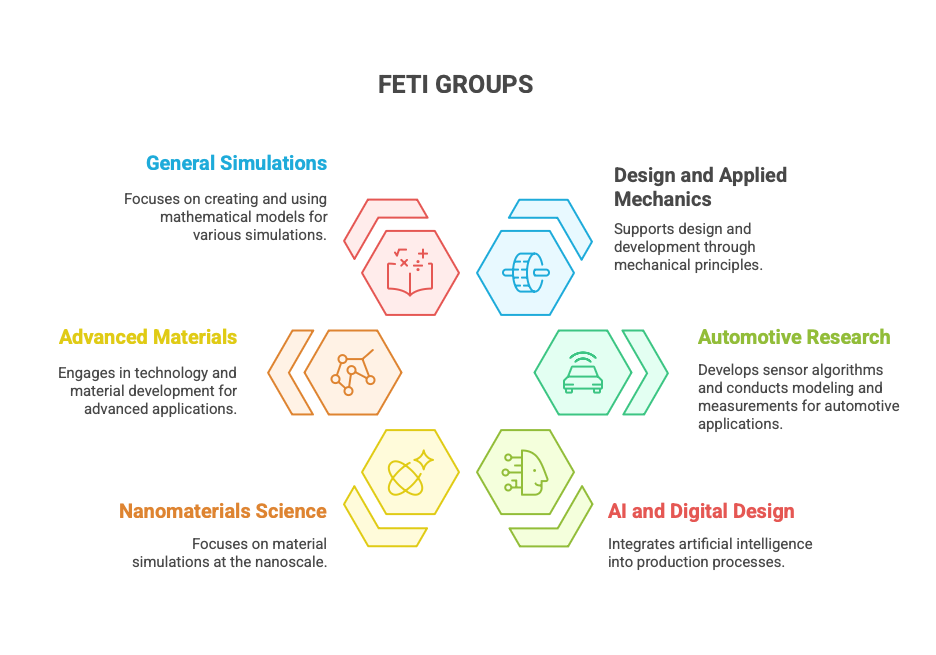 FETI GROUPS
General Simulations
Focuses on creating and using
mathematical models for
various simulations.
Design and Applied
Mechanics
Supports design and
development through
mechanical principles.
Advanced Materials
Engages in technology and
material development for
advanced applications.
Automotive Research
Develops sensor algorithms
and conducts modeling and
measurements for automotive
applications.
Nanomaterials Science
Focuses on material
simulations at the nanoscale.
AI and Digital Design
Integrates artificial intelligence
into production processes.